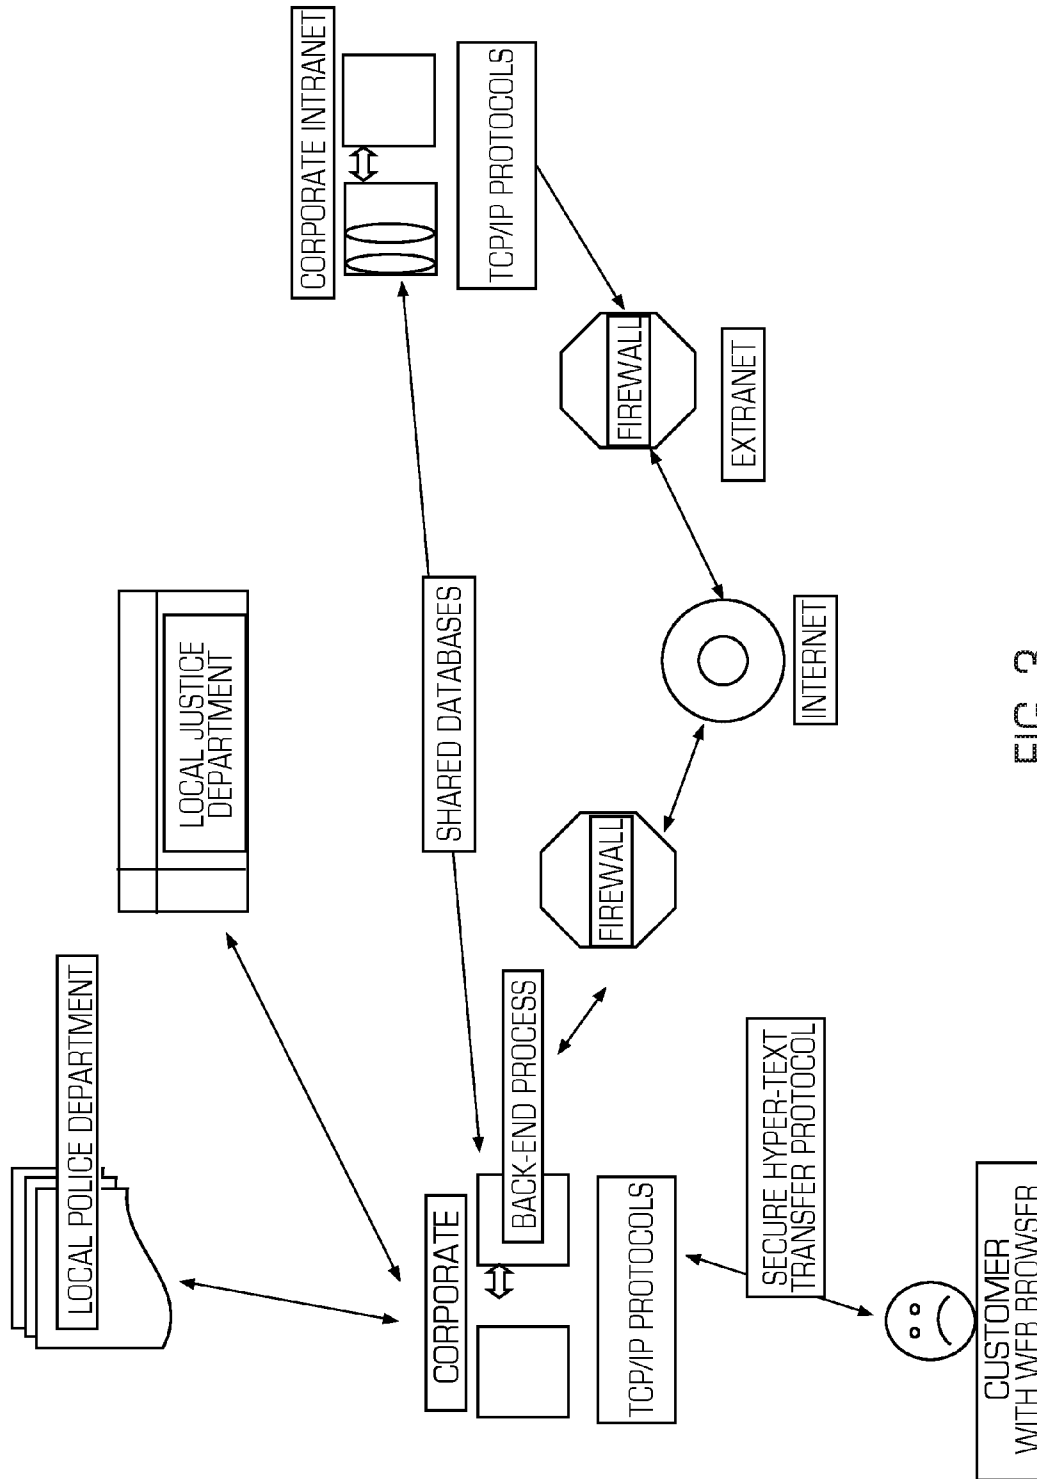 LOCAL POLICE DEPARTMENT
LOCAL JUSTICE
DEPARTMENT
CORPORATE INTRANET
CORPORATE
SHARED DATABASES
BACK-END PROCESS
TCP/IP PROTOCOLS
TCP/IP PROTOCOLS
FIREWALL
FIREWALL
EXTRANET
INTERNET
SECURE HYPER-TEXT
TRANSFER PROTOCOL
CUSTOMER
WITH WEB BROWSER
FIG. 3